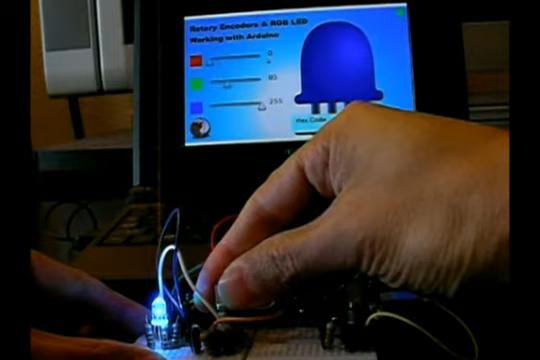 Rotary Encoders & RGB LED
Working with Arduino
0
85
255
Hex Code